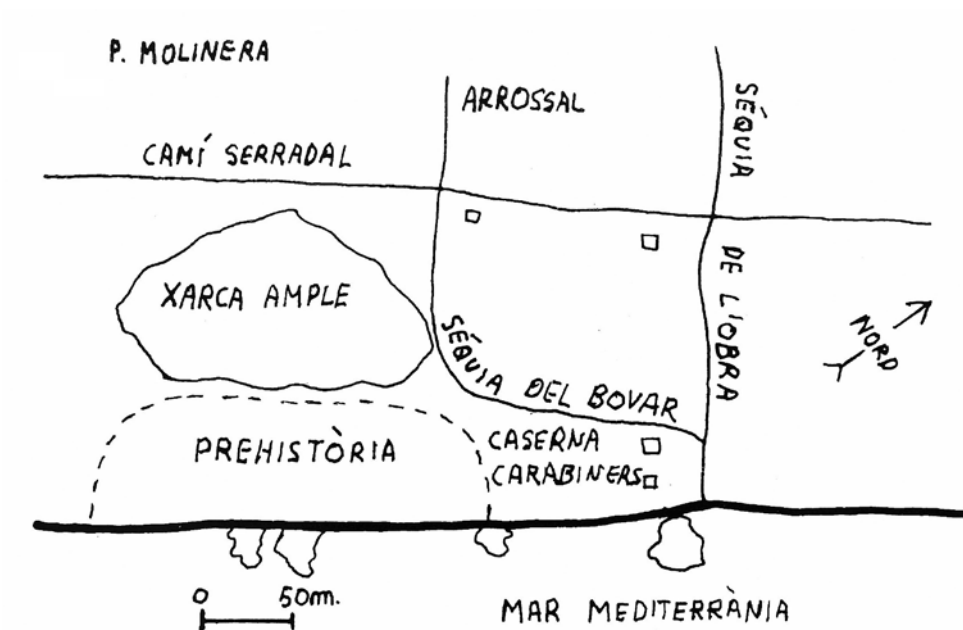 P. MOLINERA
ARROSSAL
SÉQUIA
CAMÍ SERRADAL
XARCA AMPLE
DE L'OBRA
NORD
SÉQUIA DEL BOVAR
PREHISTÒRIA
CASERNA
CARABINERS
0 50m.
MAR MEDITERRÀNIA